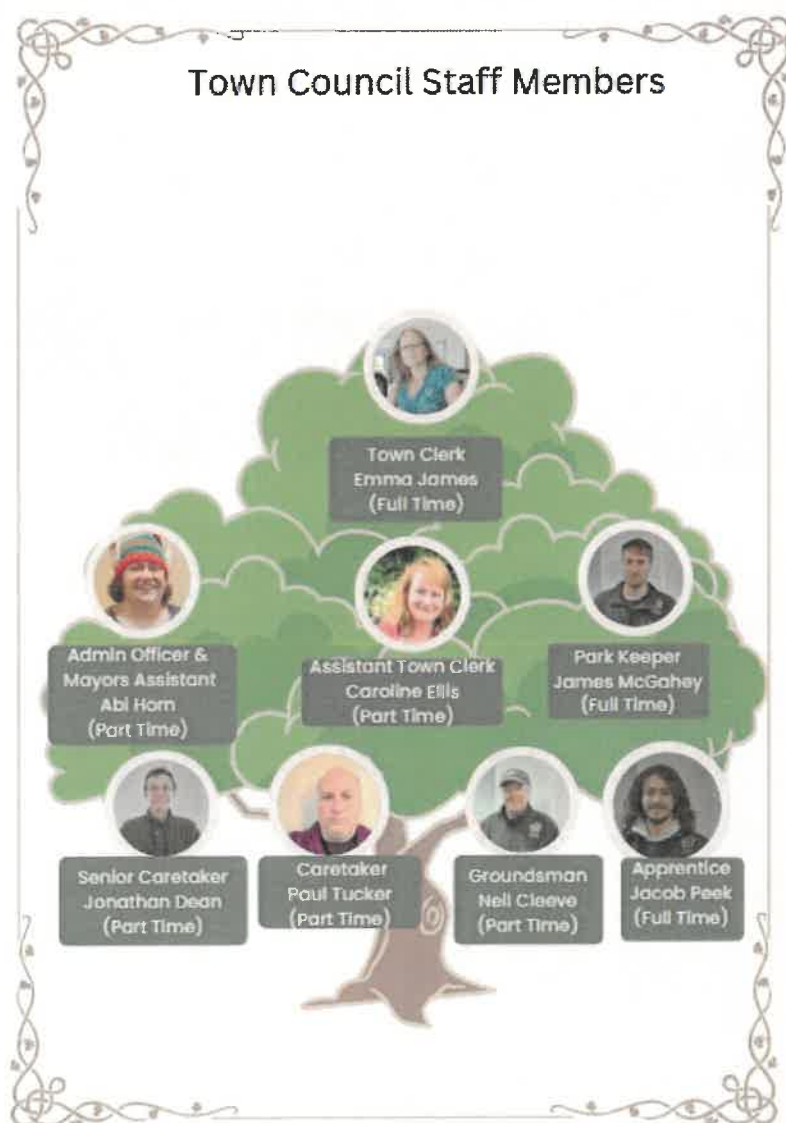 Town Council Staff Members
Town Clerk
Emma James
(Full Time)
Admin Officer &
Mayors Assistant
Abi Horn
(Part Time)
Assistant Town Clerk
Caroline Ellis
(Part Time)
Park Keeper
James McGahey
(Full Time)
Senior Caretaker
Jonathan Dean
(Part Time)
Caretaker
Paul Tucker
(Part Time)
Groundsman
Neil Cleeve
(Part Time)
Apprentice
Jacob Peek
(Full Time)